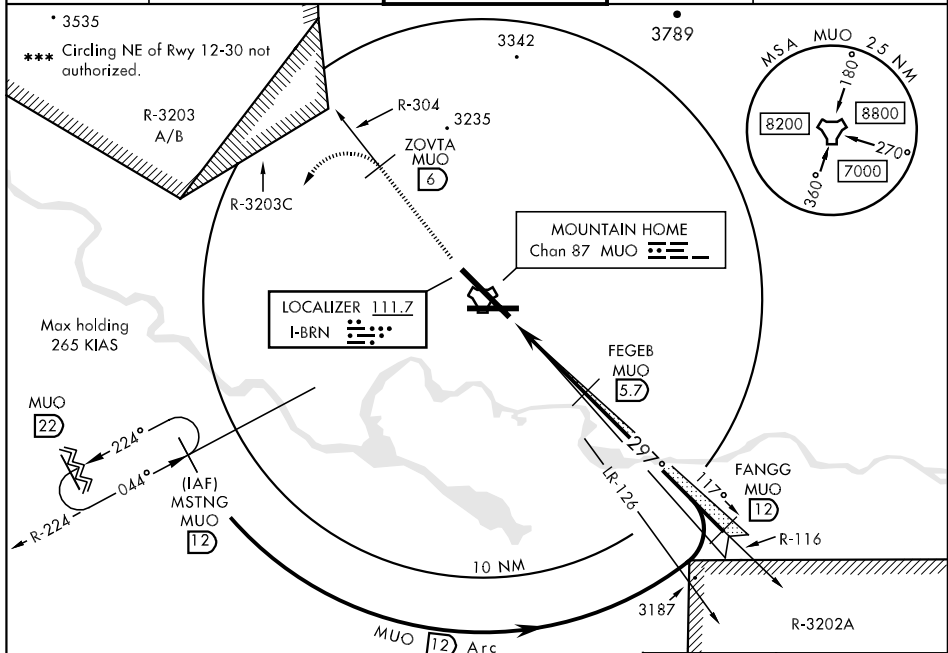 3535
*** Circling NE of Rwy 12-30 not
authorized.
R-3203
A/B
R-3203C
3342
3789
R-304
3235
ZOVTA
MUO
6
MSA MUO 25 NM
180°
8200
8800
270°
7000
360°
MOUNTAIN HOME
Chan 87 MUO
LOCALIZER 111.7
I-BRN
Max holding
265 KIAS
MUO
22
224°
044°
R-224
(IAF)
MSTNG
MUO
12
FEGEB
MUO
5.7
297°
LR-126
117°
FANGG
MUO
12
R-116
10 NM
3187
R-3202A
MUO 12 Arc